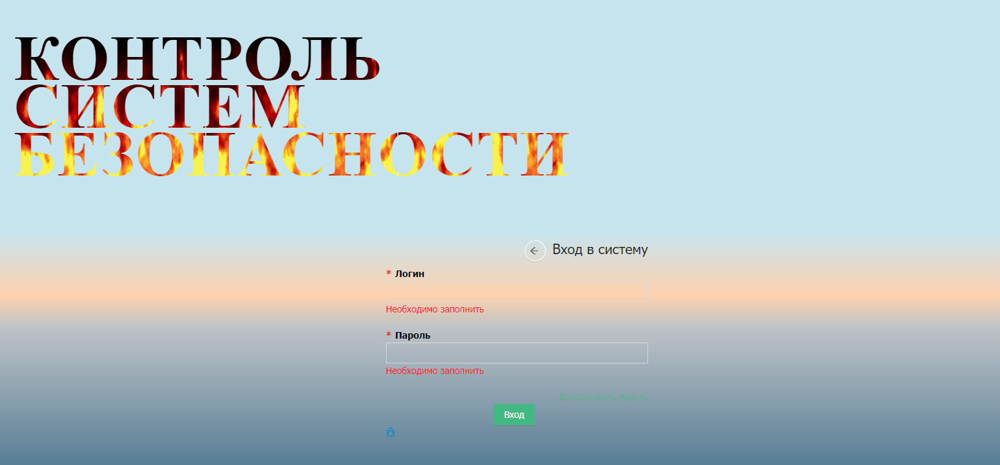 КОНТРОЛЬ
СИСТЕМ
БЕЗОПАСНОСТИ
Вход в систему
* Логин
Необходимо заполнить
* Пароль
Необходимо заполнить
Восстановить пароль
Вход